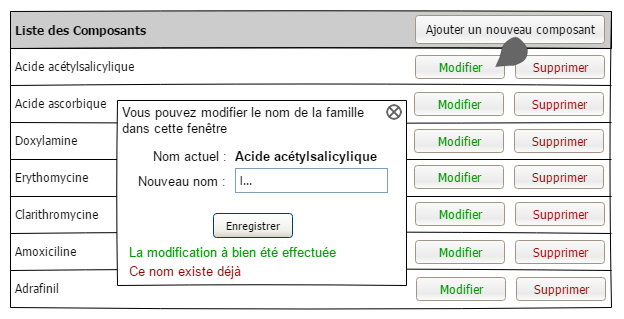 Liste des Composants Ajouter un nouveau composant
Acide acétylsalicylique Modifier Supprimer
Acide ascorbique Modifier Supprimer
Vous pouvez modifier le nom de la famille
dans cette fenêtre
Nom actuel : Acide acétylsalicylique
Nouveau nom : I...
Enregistrer
La modification à bien été effectuée
Ce nom existe déjà
Doxylamine Modifier Supprimer
Erythomycine Modifier Supprimer
Clarithromycine Modifier Supprimer
Amoxiciline Modifier Supprimer
Adrafinil Modifier Supprimer